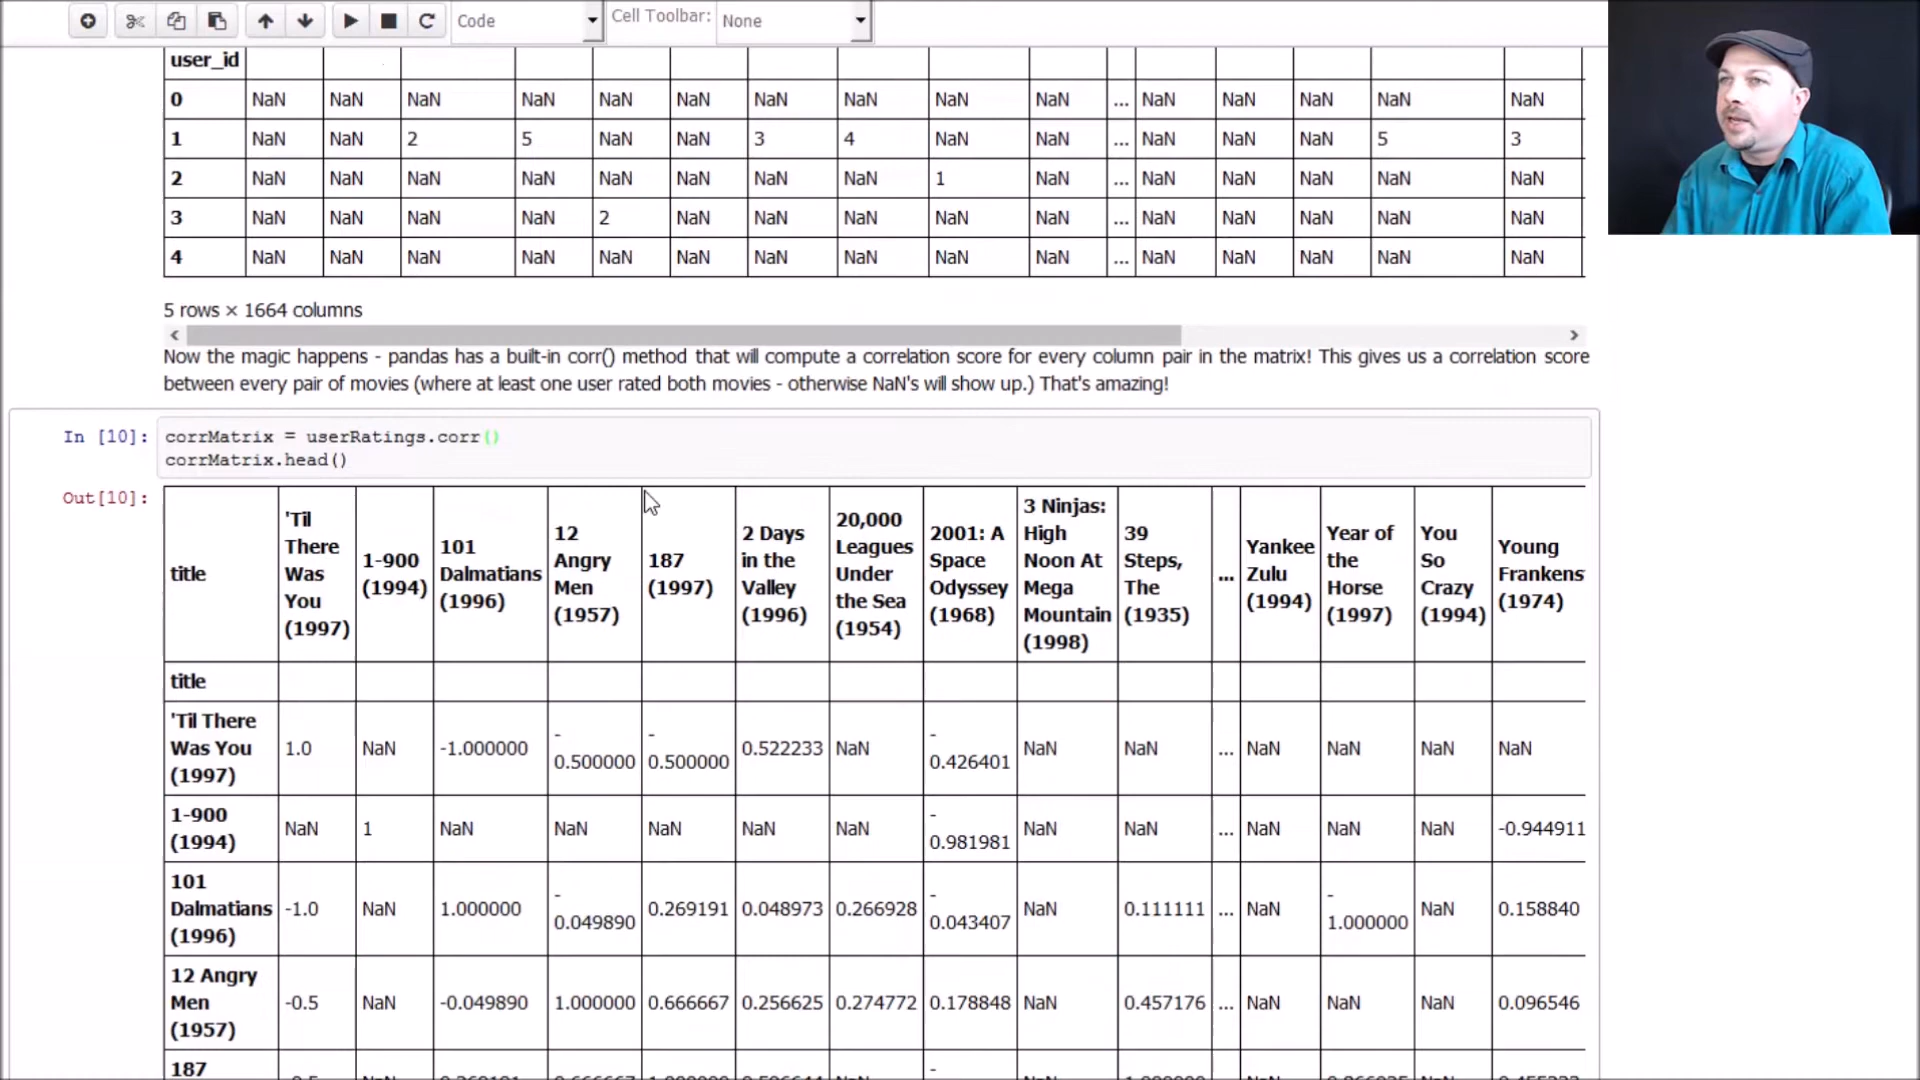 Code Cell Toolbar: None
user_id
0 NaN NaN NaN NaN NaN NaN NaN NaN NaN NaN ... NaN NaN NaN NaN NaN
1 NaN NaN 2 5 NaN NaN 3 4 NaN NaN ... NaN NaN NaN 5 3
2 NaN NaN NaN NaN NaN NaN NaN NaN 1 NaN ... NaN NaN NaN NaN NaN
3 NaN NaN NaN NaN 2 NaN NaN NaN NaN NaN ... NaN NaN NaN NaN NaN
4 NaN NaN NaN NaN NaN NaN NaN NaN NaN NaN ... NaN NaN NaN NaN NaN
5 rows × 1664 columns
Now the magic happens - pandas has a built-in corr() method that will compute a correlation score for every column pair in the matrix! This gives us a correlation score
between every pair of movies (where at least one user rated both movies - otherwise NaN's will show up.) That's amazing!
In [10]: corrMatrix = userRatings.corr()
corrMatrix.head()
Out[10]:
title
'Til
There
Was
You
(1997)
1-900
(1994)
101
Dalmatians
(1996)
12
Angry
Men
(1957)
187
(1997)
2 Days
in the
Valley
(1996)
20,000
Leagues
Under
the Sea
(1954)
2001: A
Space
Odyssey
(1968)
3 Ninjas:
High
Noon At
Mega
Mountain
(1998)
39
Steps,
The
(1935)
...
Yankee
Zulu
(1994)
Year of
the
Horse
(1997)
You
So
Crazy
(1994)
Young
Frankens
(1974)
title
'Til There
Was You
(1997)
1.0 NaN -1.000000 -0.500000 -0.500000 0.522233 NaN -0.426401 NaN NaN ... NaN NaN NaN NaN
1-900
(1994)
NaN 1 NaN NaN NaN NaN NaN -0.981981 NaN NaN ... NaN NaN NaN -0.944911
101
Dalmatians
(1996)
-1.0 NaN 1.000000 -0.049890 0.269191 0.048973 0.266928 -0.043407 NaN 0.111111 ... NaN -1.000000 NaN 0.158840
12 Angry
Men
(1957)
-0.5 NaN -0.049890 1.000000 0.666667 0.256625 0.274772 0.178848 NaN 0.457176 ... NaN NaN NaN 0.096546
187